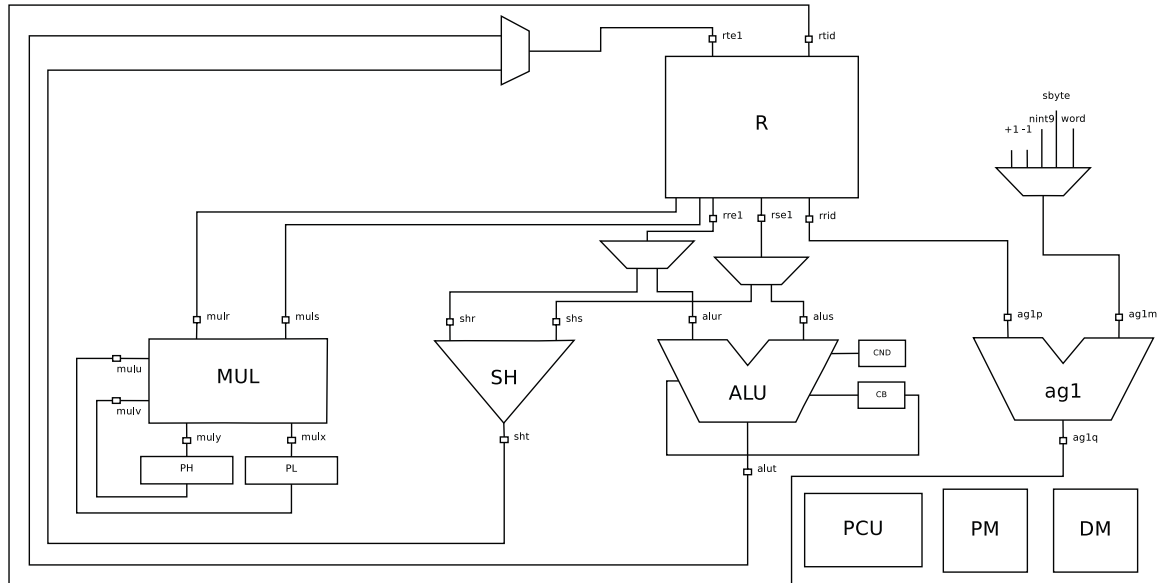 rte1
rtid
R
sbyte
nint9
word
+1
-1
rre1
rse1
rrid
mulr
muls
shr
shs
alur
alus
ag1p
ag1m
mulu
MUL
SH
ALU
CND
CB
ag1
mulv
muly
mulx
sht
ag1q
PH
PL
alut
PCU
PM
DM